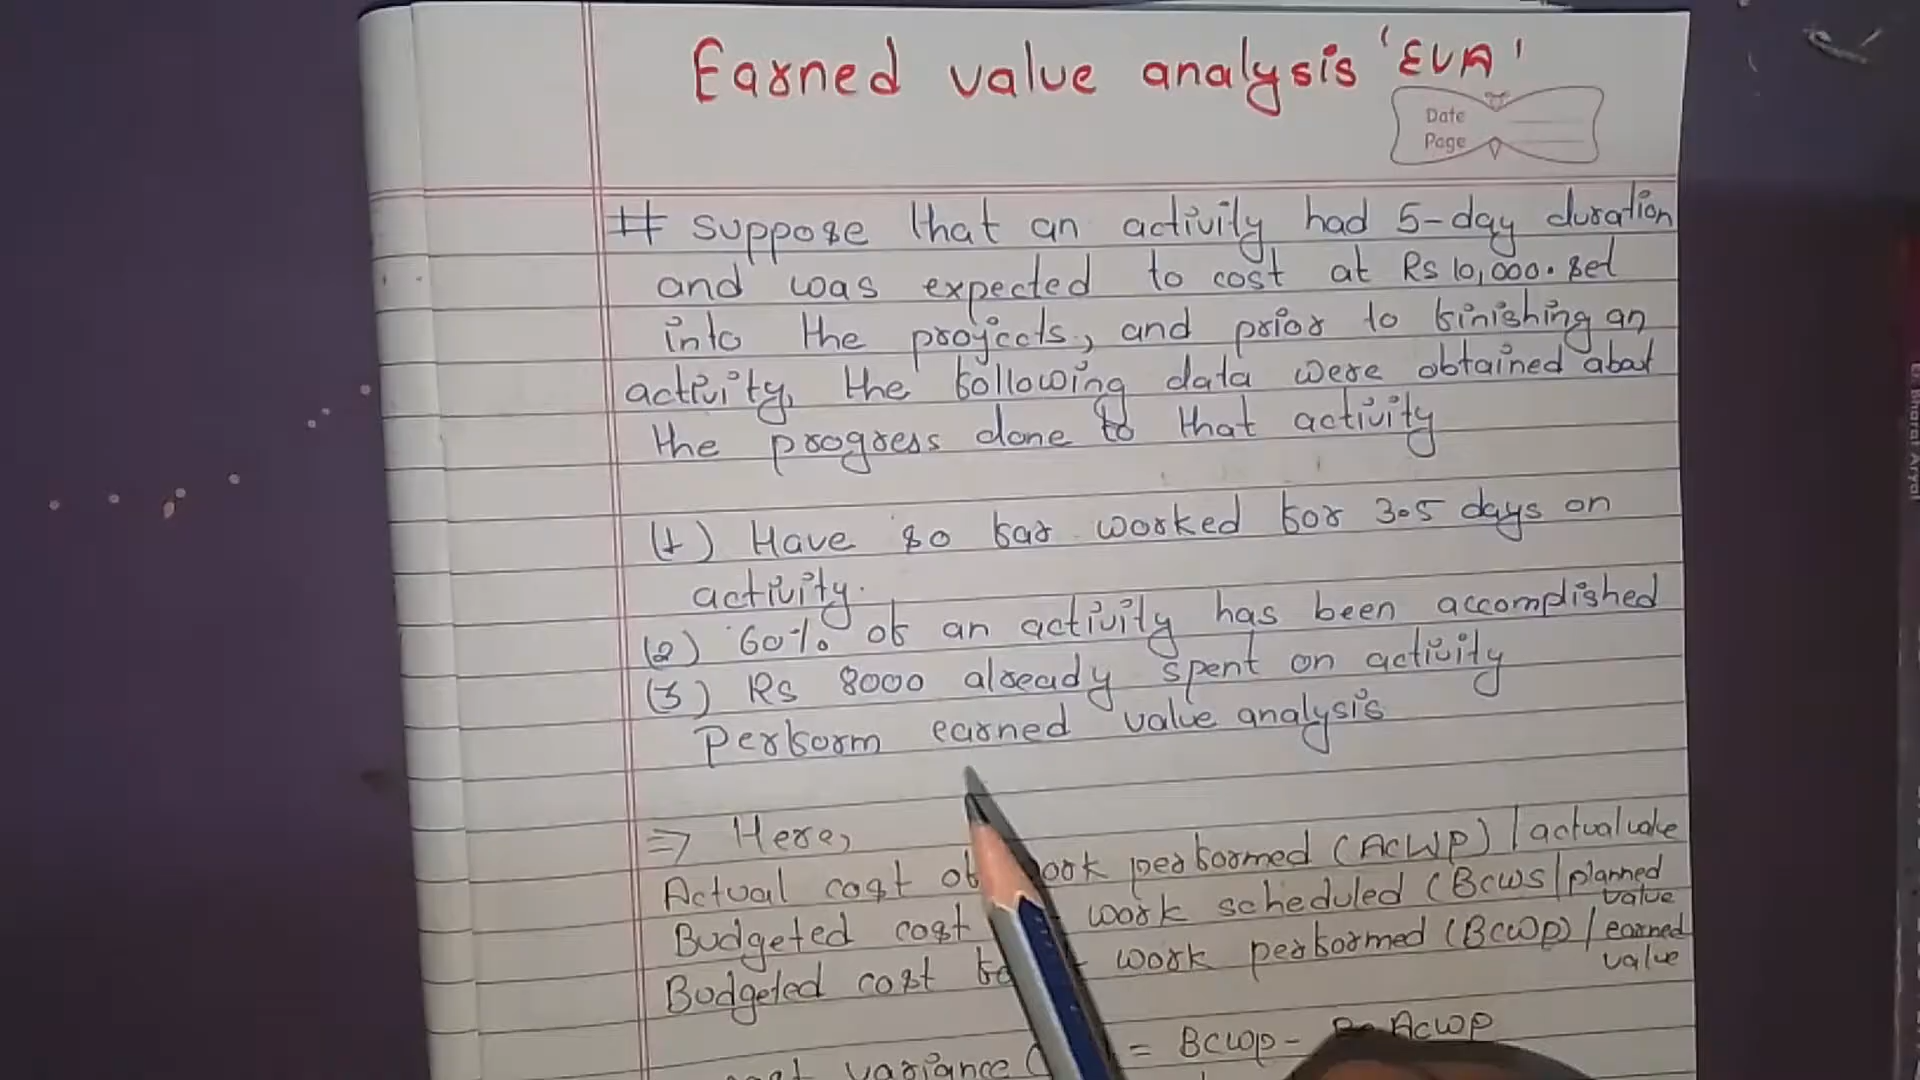 Earned value analysis 'EVA'
Date
Page
# suppose that an activity had 5-day duration
and was expected to cost at Rs 10,000. set
into the projects, and prior to finishing an
activity, the following data were obtained about
the progress done to that activity
(1) Have so far worked for 3.5 days on
activity.
(2) 60% of an activity has been accomplished
(3) Rs 8000 already spent on activity
Perform earned value analysis
=> Here,
Actual cost of work performed (ACWP) / actual value
Budgeted cost work scheduled (BCWS / planned value
Budgeted cost work performed (BCWP) / earned value
variance ( = BCWP - ACWP
Bharat Aryal